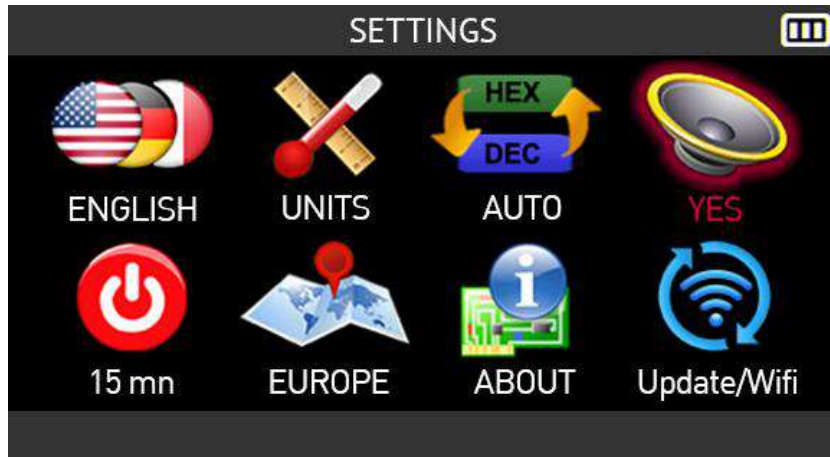 SETTINGS
HEX
DEC
ENGLISH UNITS AUTO YES
i
15 mn EUROPE ABOUT Update/Wifi